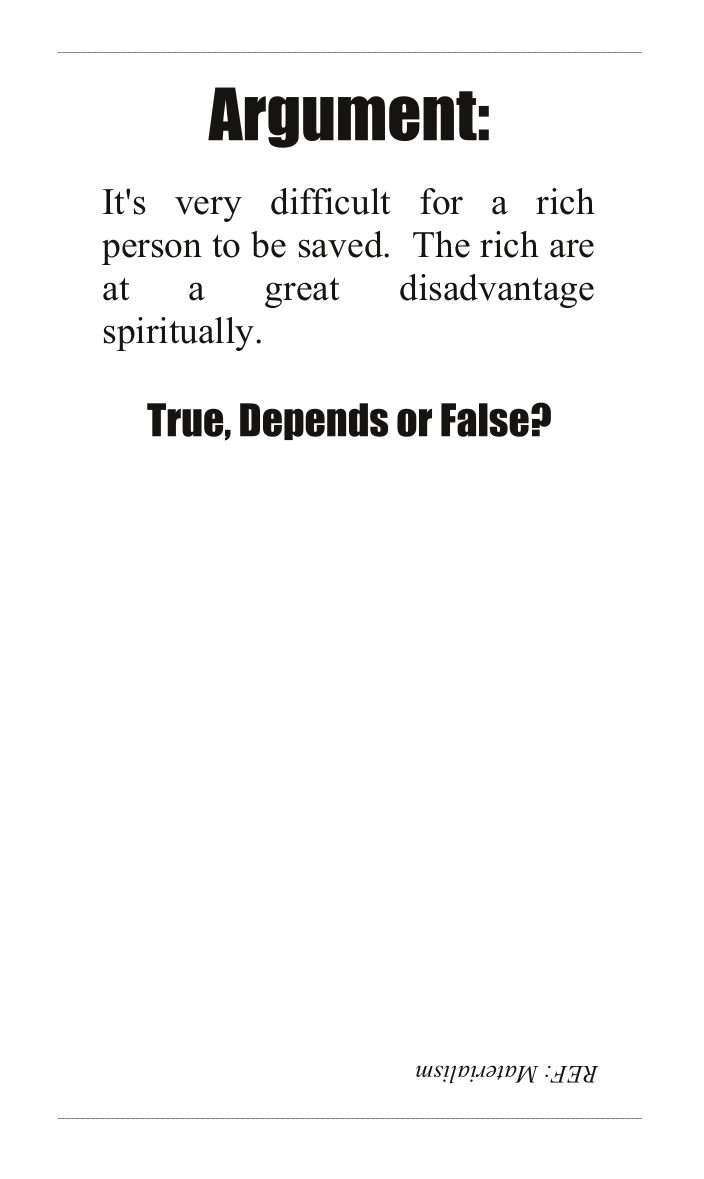 Argument:
It's very difficult for a rich
person to be saved. The rich are
at a great disadvantage
spiritually.
True, Depends or False?
REF: Materialism